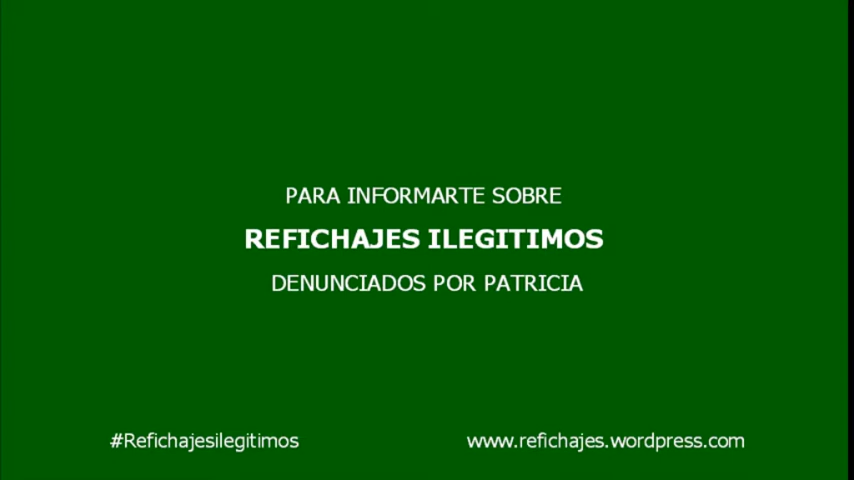 PARA INFORMARTE SOBRE
REFICHAJES ILEGITIMOS
DENUNCIADOS POR PATRICIA
#Refichajesilegitimos www.refichajes.wordpress.com